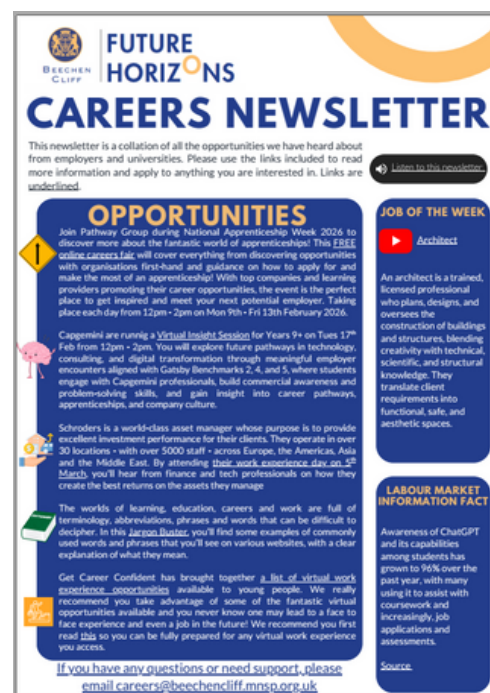 BEECHEN
CLIFF
FUTURE
HORIZONS
CAREERS NEWSLETTER
This newsletter is a collation of all the opportunities we have heard about
from employers and universities. Please use the links included to read
more information and apply to anything you are interested in. Links are
underlined.
Listen to this newsletter
OPPORTUNITIES
Join Pathway Group during National Apprenticeship Week 2026 to
discover more about the fantastic world of apprenticeships! This FREE
online careers fair will cover everything from discovering opportunities
with organisations first-hand and guidance on how to apply for and
make the most of an apprenticeship! With top companies and learning
providers promoting their career opportunities, the event is the perfect
place to get inspired and meet your next potential employer. Taking
place each day from 12pm - 2pm on Mon 9th - Fri 13th February 2026.
Capgemini are runnig a Virtual Insight Session for Years 9+ on Tues 17th
Feb from 12pm - 2pm. You will explore future pathways in technology,
consulting, and digital transformation through meaningful employer
encounters aligned with Gatsby Benchmarks 2, 4, and 5, where students
engage with Capgemini professionals, build commercial awareness and
problem-solving skills, and gain insight into career pathways,
apprenticeships, and company culture.
Schroders is a world-class asset manager whose purpose is to provide
excellent investment performance for their clients. They operate in over
30 locations - with over 5000 staff - across Europe, the Americas, Asia
and the Middle East. By attending their work experience day on 5th
March, you'll hear from finance and tech professionals on how they
create the best returns on the assets they manage
The worlds of learning, education, careers and work are full of
terminology, abbreviations, phrases and words that can be difficult to
decipher. In this Jargon Buster, you'll find some examples of commonly
used words and phrases that you'll see on various websites, with a clear
explanation of what they mean.
Get Career Confident has brought together a list of virtual work
experience opportunities available to young people. We really
recommend you take advantage of some of the fantastic virtual
opportunities available and you never know one may lead to a face to
face experience and even a job in the future! We recommend you first
read this so you can be fully prepared for any virtual work experience
you access.
If you have any questions or need support, please
email careers@beechencliff.mnsp.org.uk
JOB OF THE WEEK
Architect
An architect is a trained,
licensed professional
who plans, designs, and
oversees the
construction of buildings
and structures, blending
creativity with technical,
scientific, and structural
knowledge. They
translate client
requirements into
functional, safe, and
aesthetic spaces.
LABOUR MARKET
INFORMATION FACT
Awareness of ChatGPT
and its capabilities
among students has
grown to 96% over the
past year, with many
using it to assist with
coursework and
increasingly, job
applications and
assessments.
Source